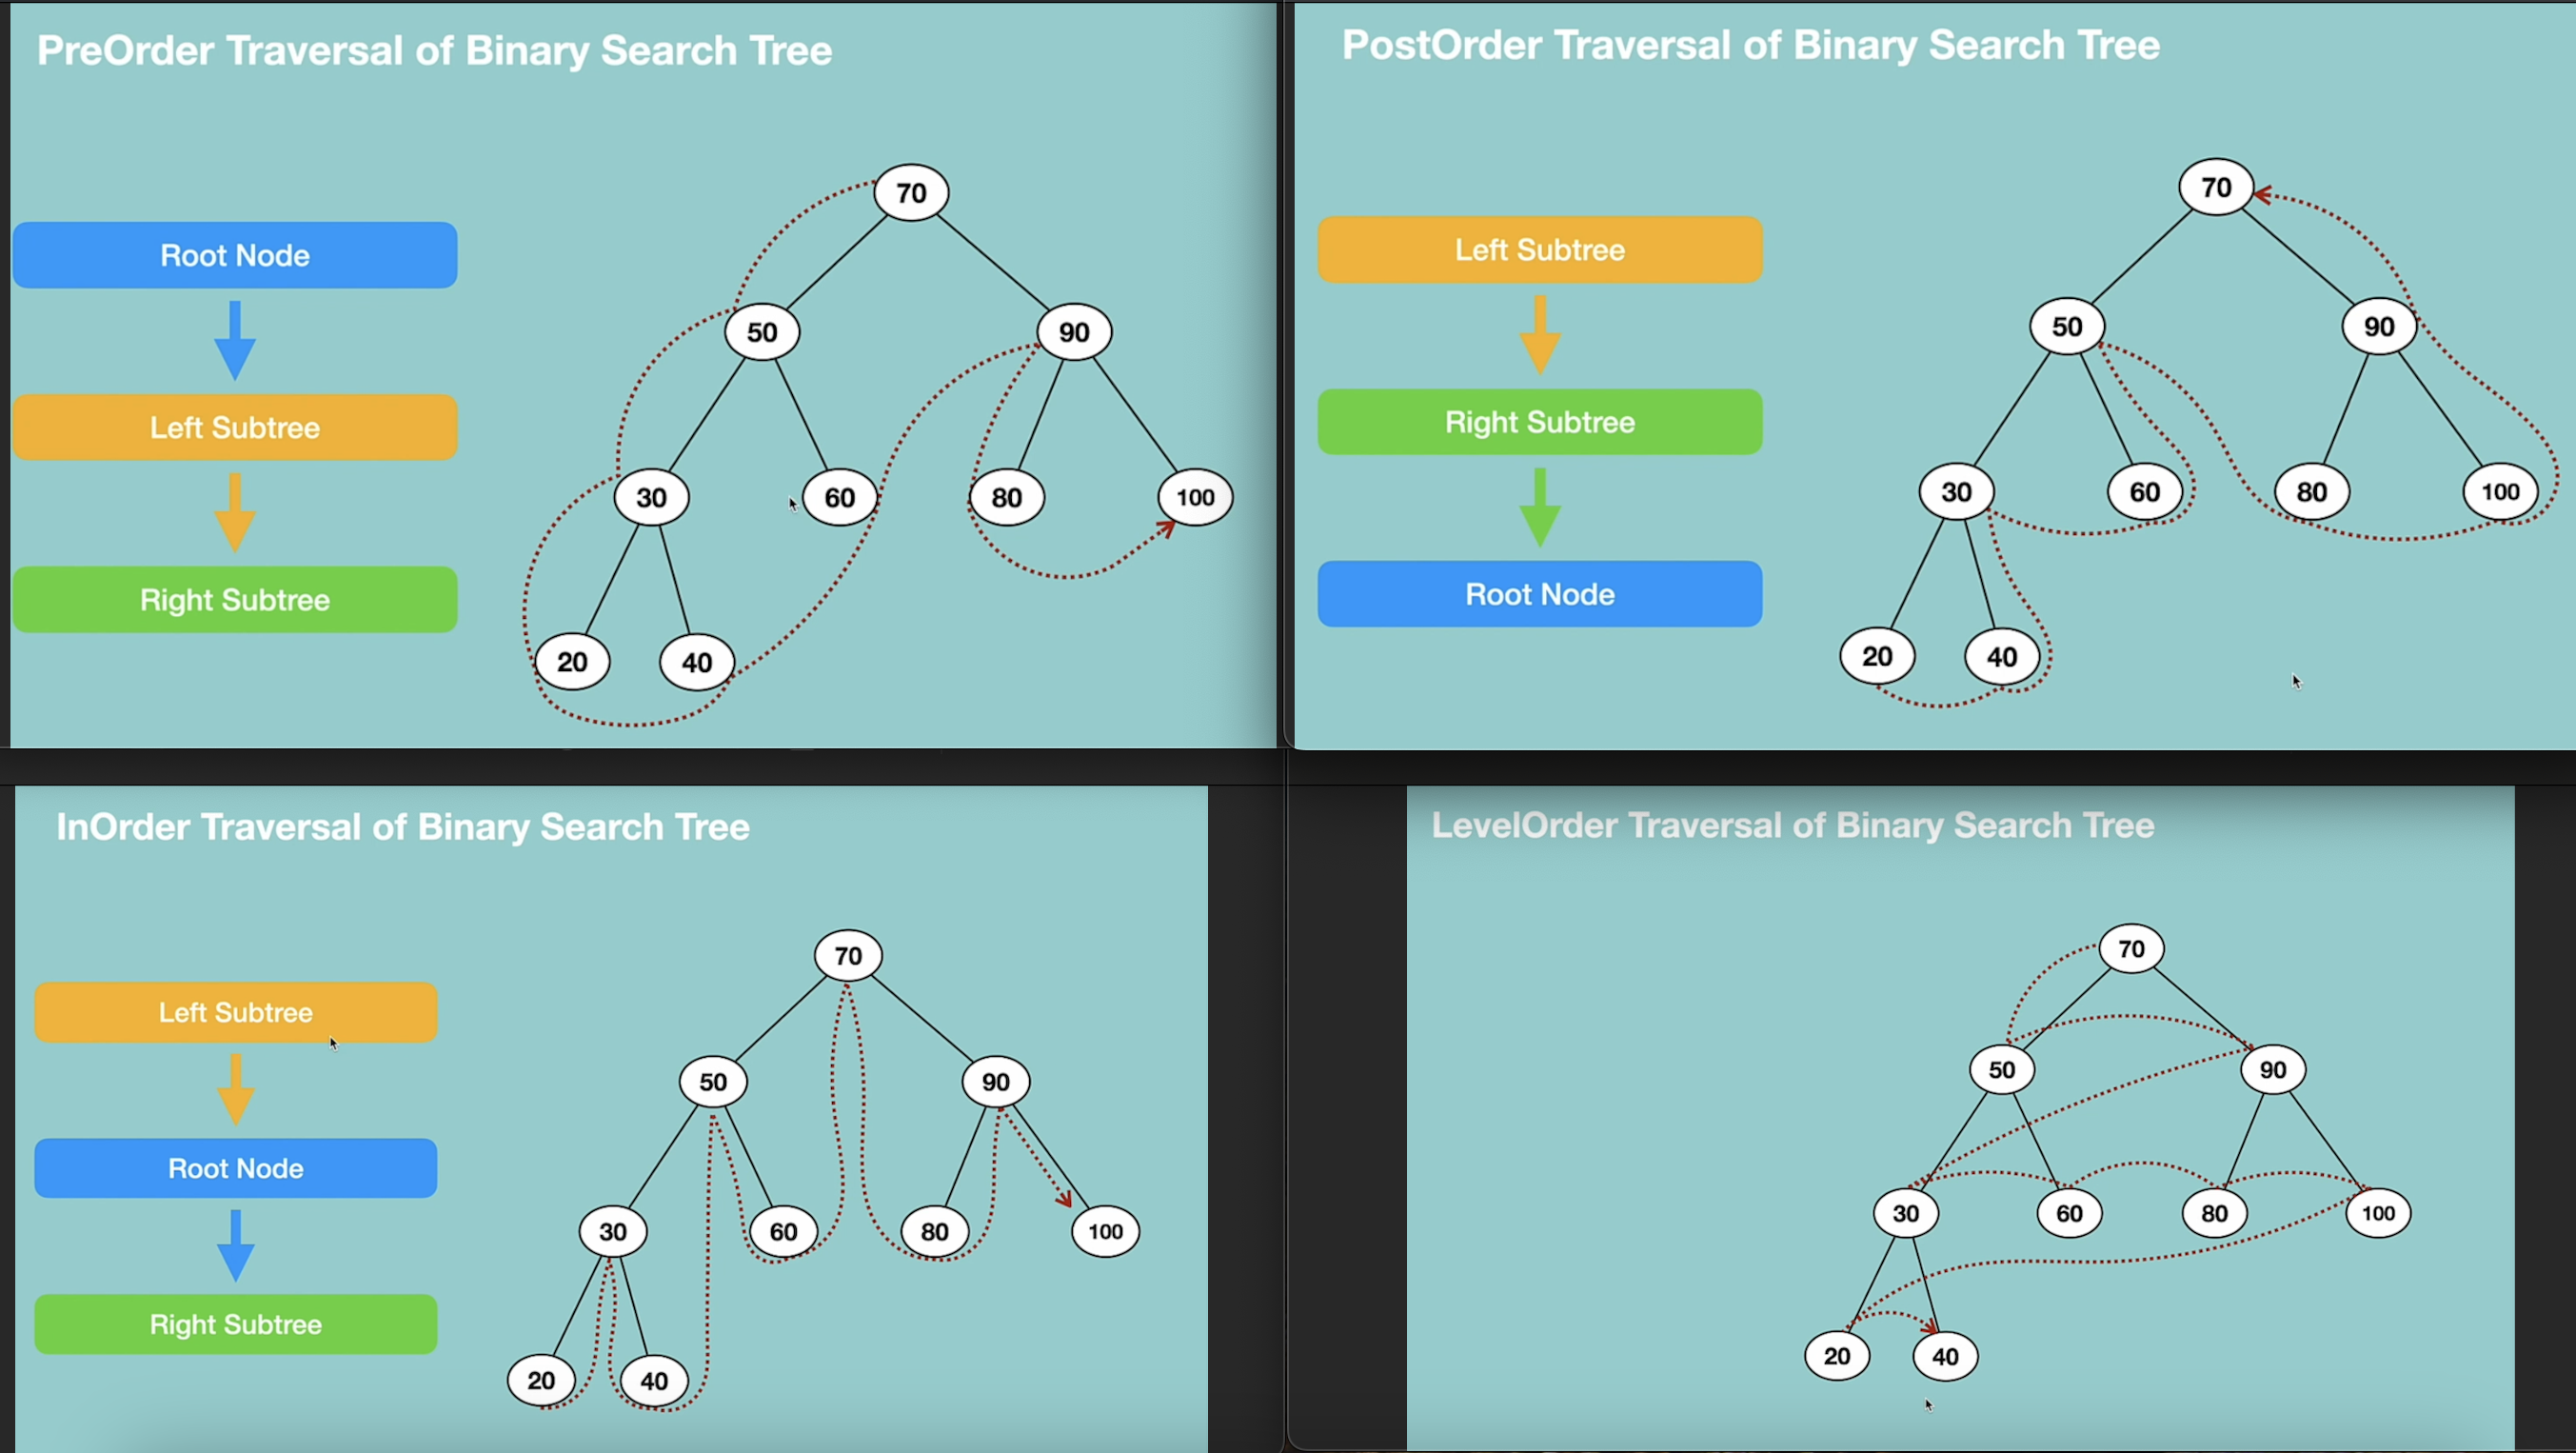 PreOrder Traversal of Binary Search Tree
Root Node
Left Subtree
Right Subtree
70
50
90
30
60
80
100
20
40
PostOrder Traversal of Binary Search Tree
Left Subtree
Right Subtree
Root Node
70
50
90
30
60
80
100
20
40
InOrder Traversal of Binary Search Tree
Left Subtree
Root Node
Right Subtree
70
50
90
30
60
80
100
20
40
LevelOrder Traversal of Binary Search Tree
70
50
90
30
60
80
100
20
40